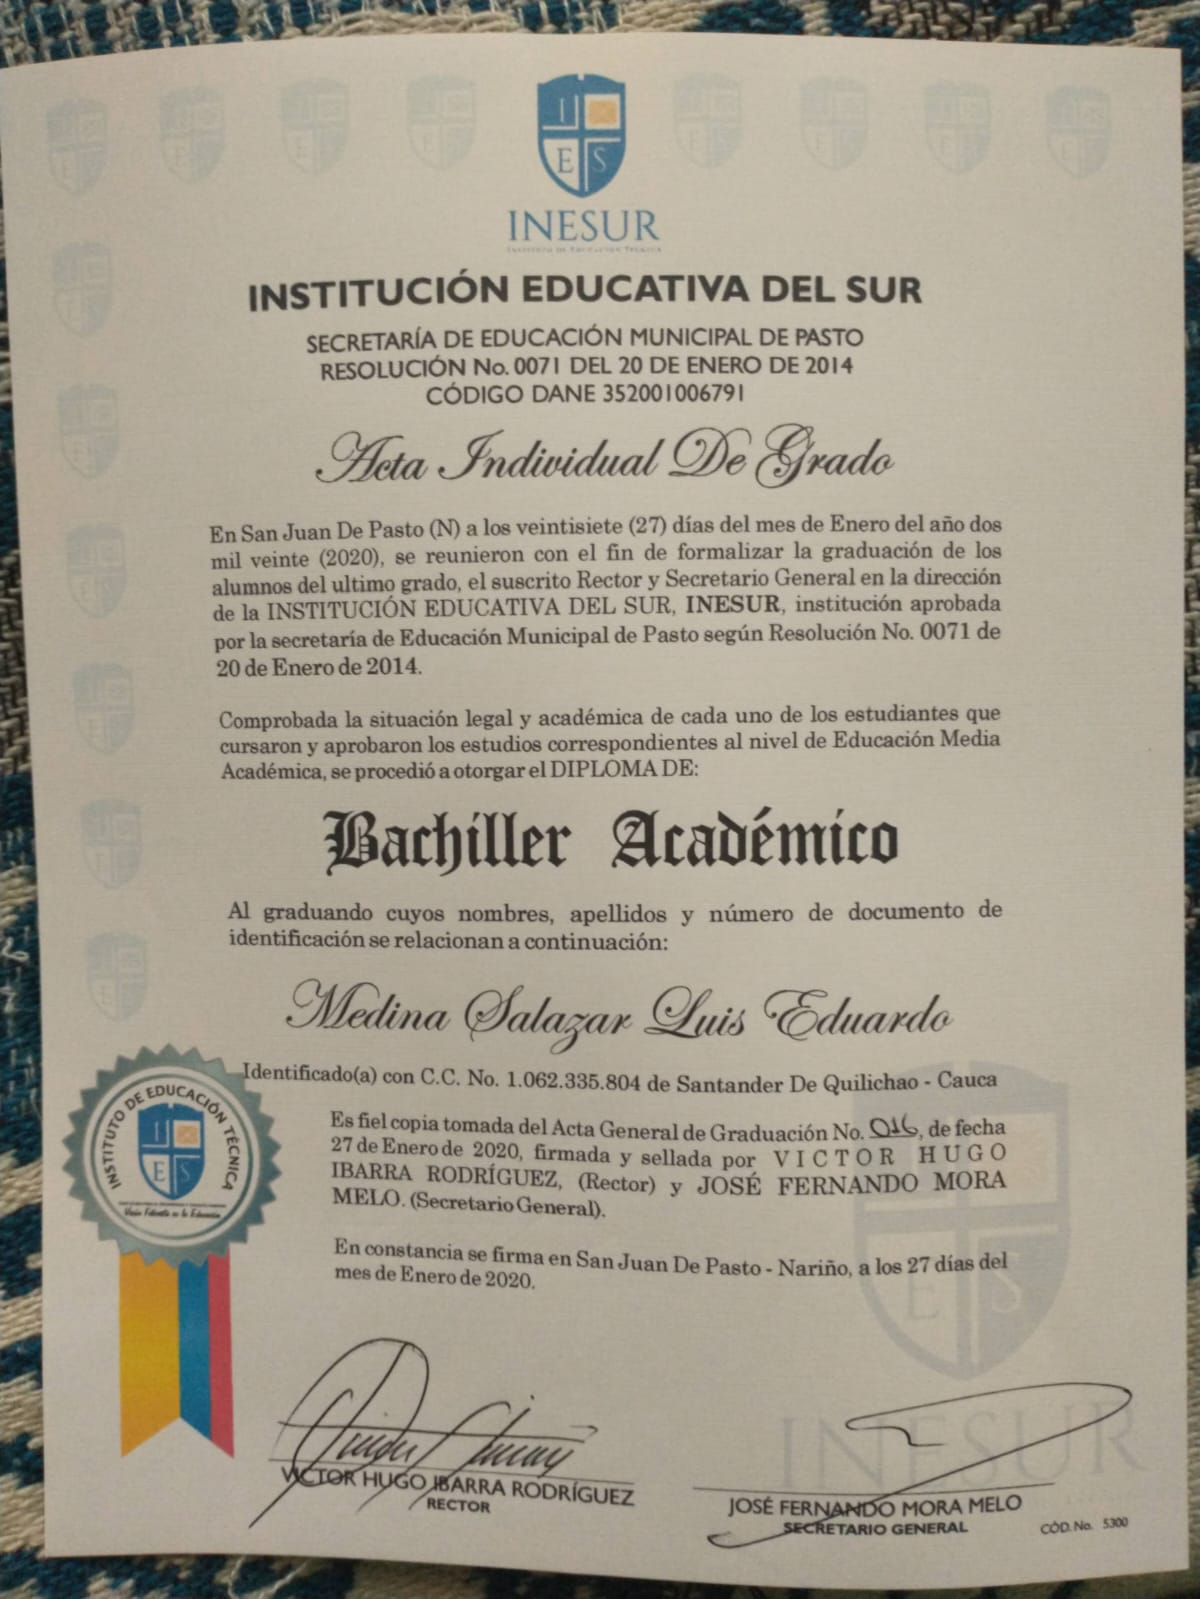 I
E S
INESUR
INSTITUTO DE EDUCACIÓN TÉCNICA
INSTITUCIÓN EDUCATIVA DEL SUR
SECRETARÍA DE EDUCACIÓN MUNICIPAL DE PASTO
RESOLUCIÓN No. 0071 DEL 20 DE ENERO DE 2014
CÓDIGO DANE 352001006791
Acta Individual De Grado
En San Juan De Pasto (N) a los veintisiete (27) días del mes de Enero del año dos
mil veinte (2020), se reunieron con el fin de formalizar la graduación de los
alumnos del ultimo grado, el suscrito Rector y Secretario General en la dirección
de la INSTITUCIÓN EDUCATIVA DEL SUR, INESUR, institución aprobada
por la secretaría de Educación Municipal de Pasto según Resolución No. 0071 de
20 de Enero de 2014.
Comprobada la situación legal y académica de cada uno de los estudiantes que
cursaron y aprobaron los estudios correspondientes al nivel de Educación Media
Académica, se procedió a otorgar el DIPLOMA DE:
Bachiller Académico
Al graduando cuyos nombres, apellidos y número de documento de
identificación se relacionan a continuación:
Medina Salazar Luis Eduardo
Identificado(a) con C.C. No. 1.062.335.804 de Santander De Quilichao - Cauca
Es fiel copia tomada del Acta General de Graduación No. 016, de fecha
27 de Enero de 2020, firmada y sellada por VICTOR HUGO
IBARRA RODRÍGUEZ, (Rector) y JOSÉ FERNANDO MORA
MELO. (Secretario General).
En constancia se firma en San Juan De Pasto - Nariño, a los 27 días del
mes de Enero de 2020.
INSTITUTO DE EDUCACIÓN TÉCNICA
I
E S
INESUR
VICTOR HUGO IBARRA RODRÍGUEZ
RECTOR
JOSÉ FERNANDO MORA MELO
SECRETARIO GENERAL
CÓD. No. 5300